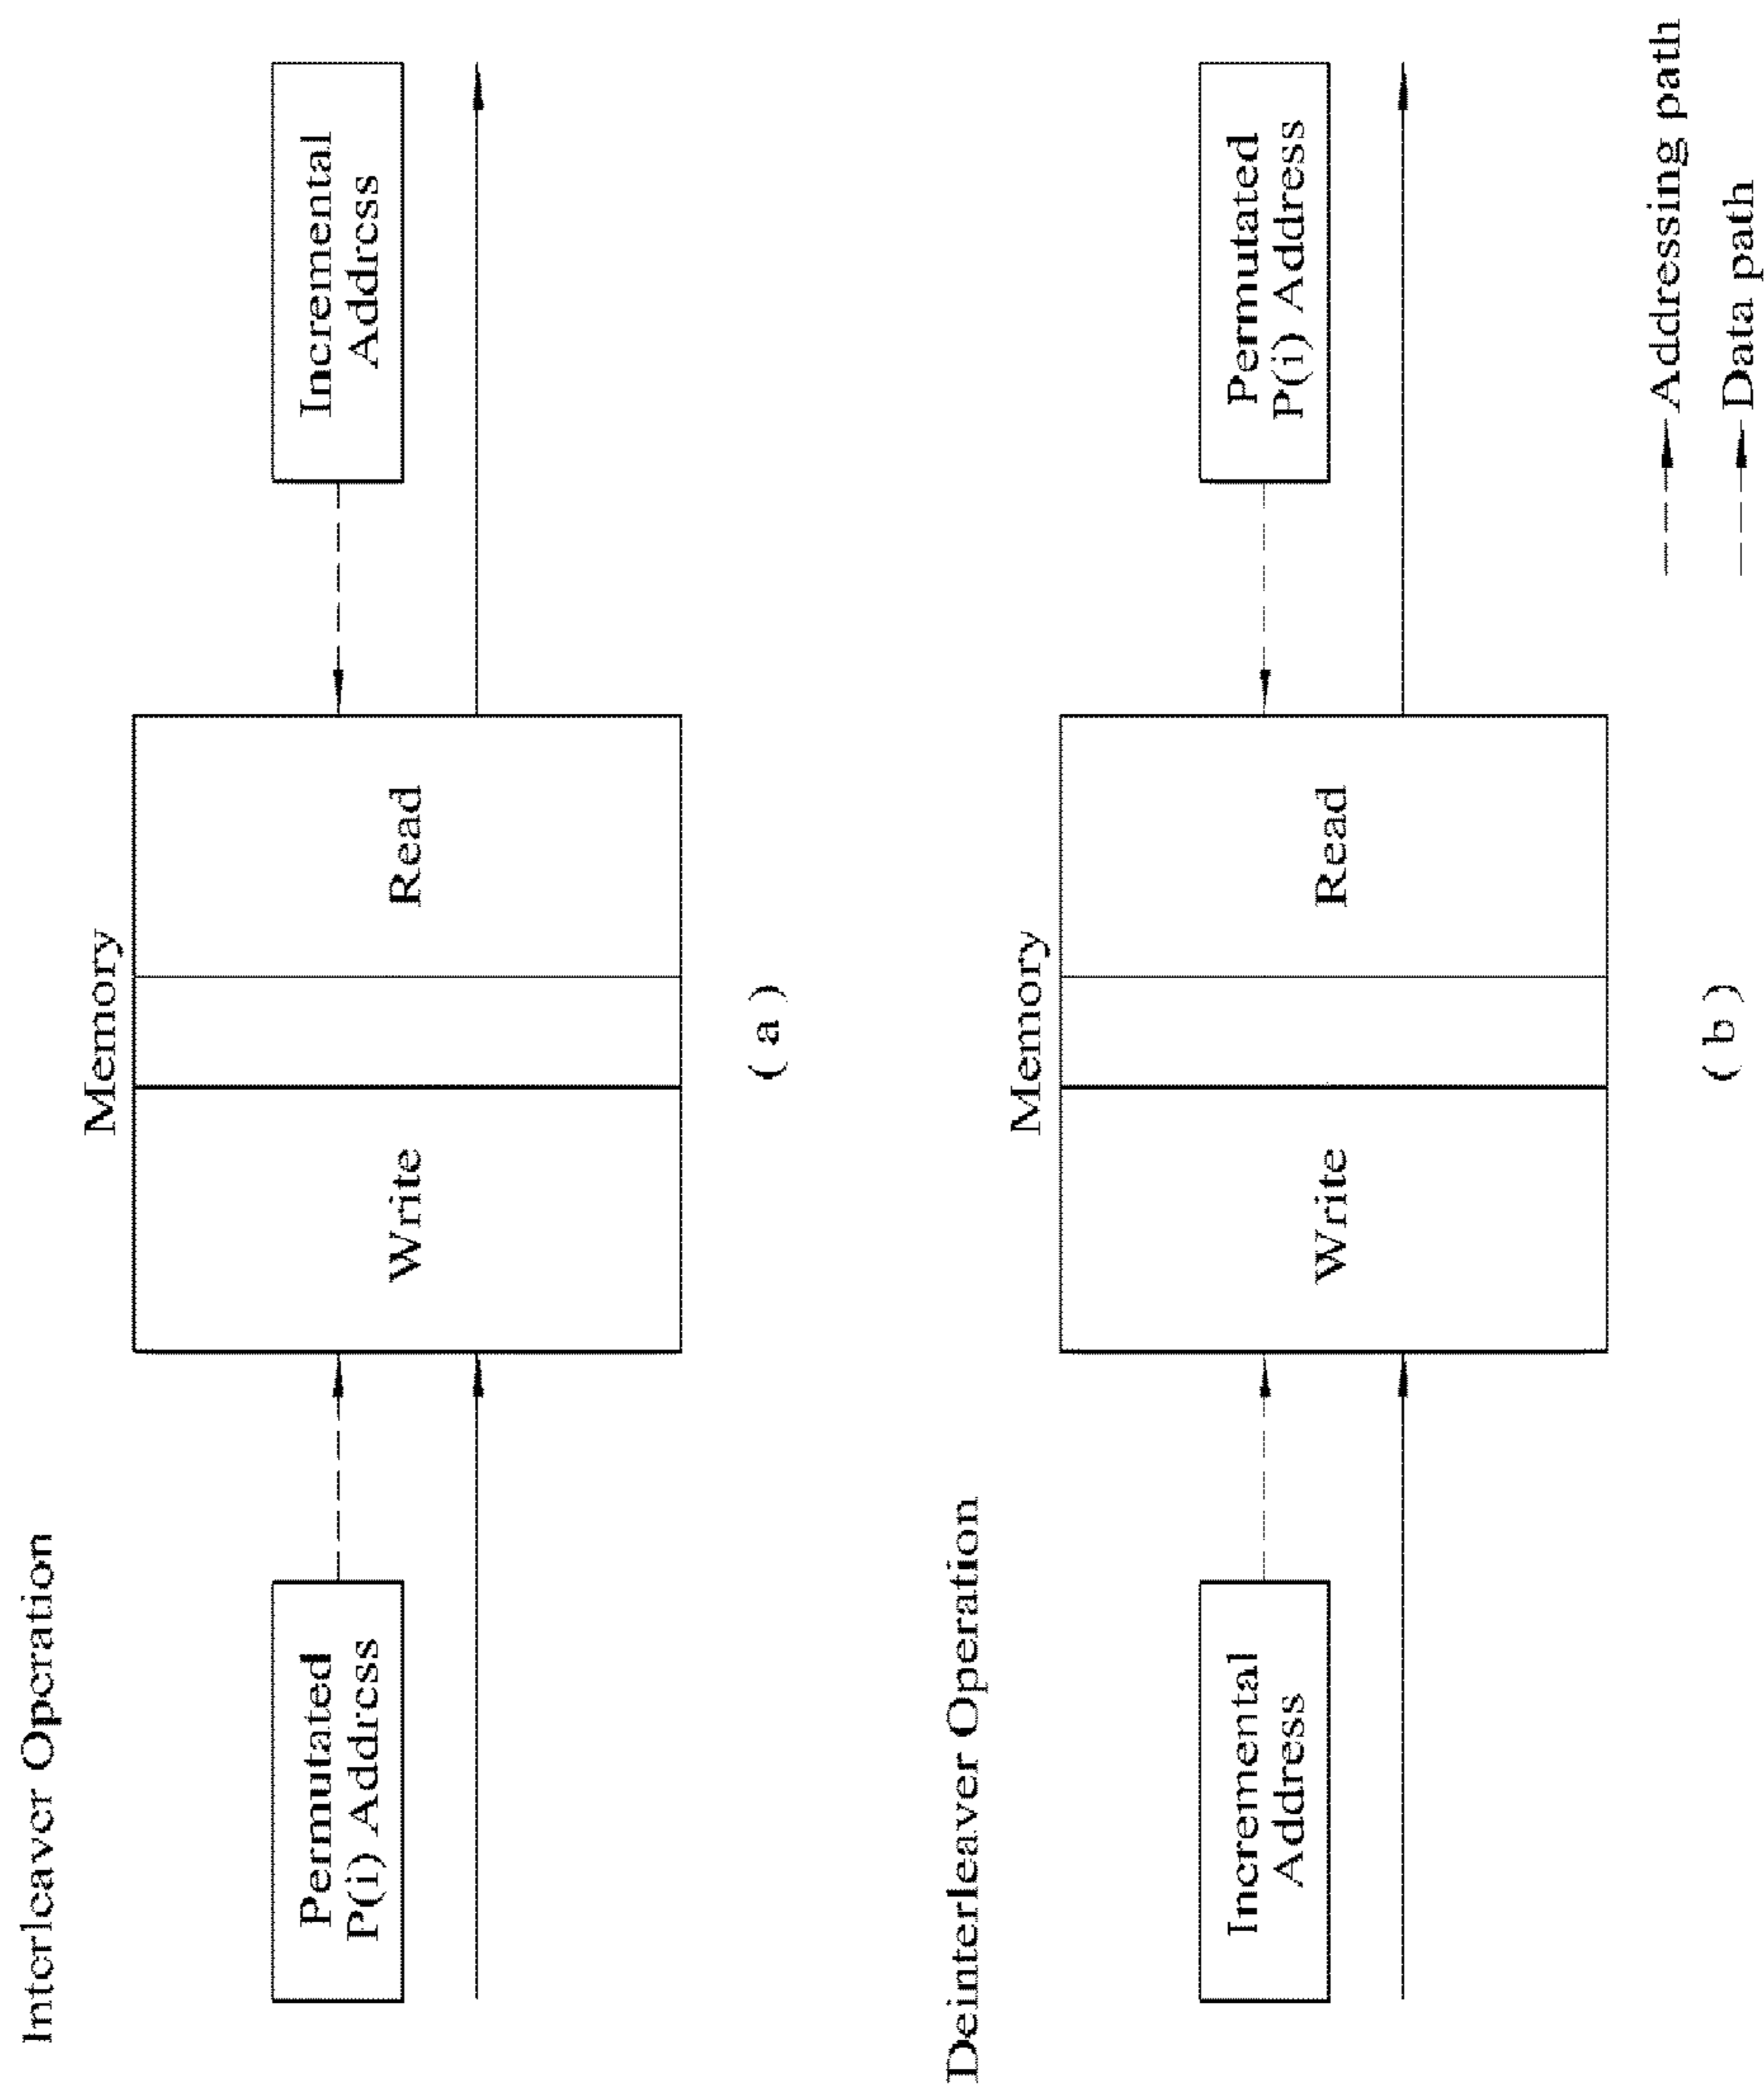 Interleaver Operation
Memory
Permutated
P(i) Address
Write
Read
Incremental
Address
( a )
Deinterleaver Operation
Memory
Incremental
Address
Write
Read
Permutated
P(i) Address
( b )
Addressing path
Data path